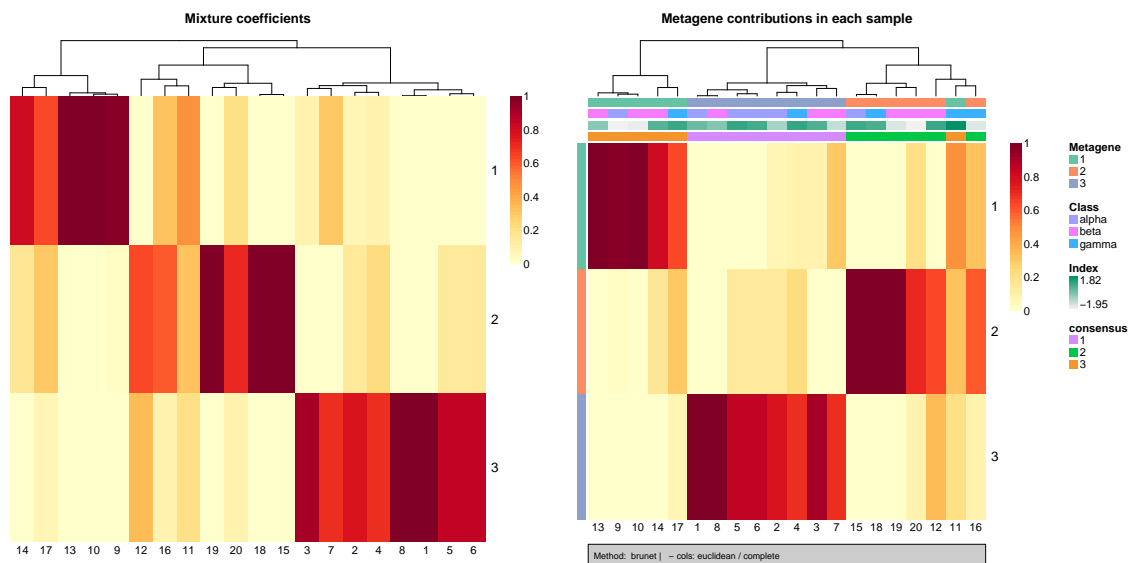 Mixture coefficients
1
0.8
0.6
0.4
0.2
0
1
2
3
14 17 13 10 9 12 16 11 19 20 18 15 3 7 2 4 8 1 5 6
Metagene contributions in each sample
1
0.8
0.6
0.4
0.2
0
1
2
3
13 9 10 14 17 1 8 5 6 2 4 3 7 15 18 19 20 12 11 16
Metagene
1
2
3
Class
alpha
beta
gamma
Index
1.82
−1.95
consensus
1
2
3
Method: brunet | − cols: euclidean / complete